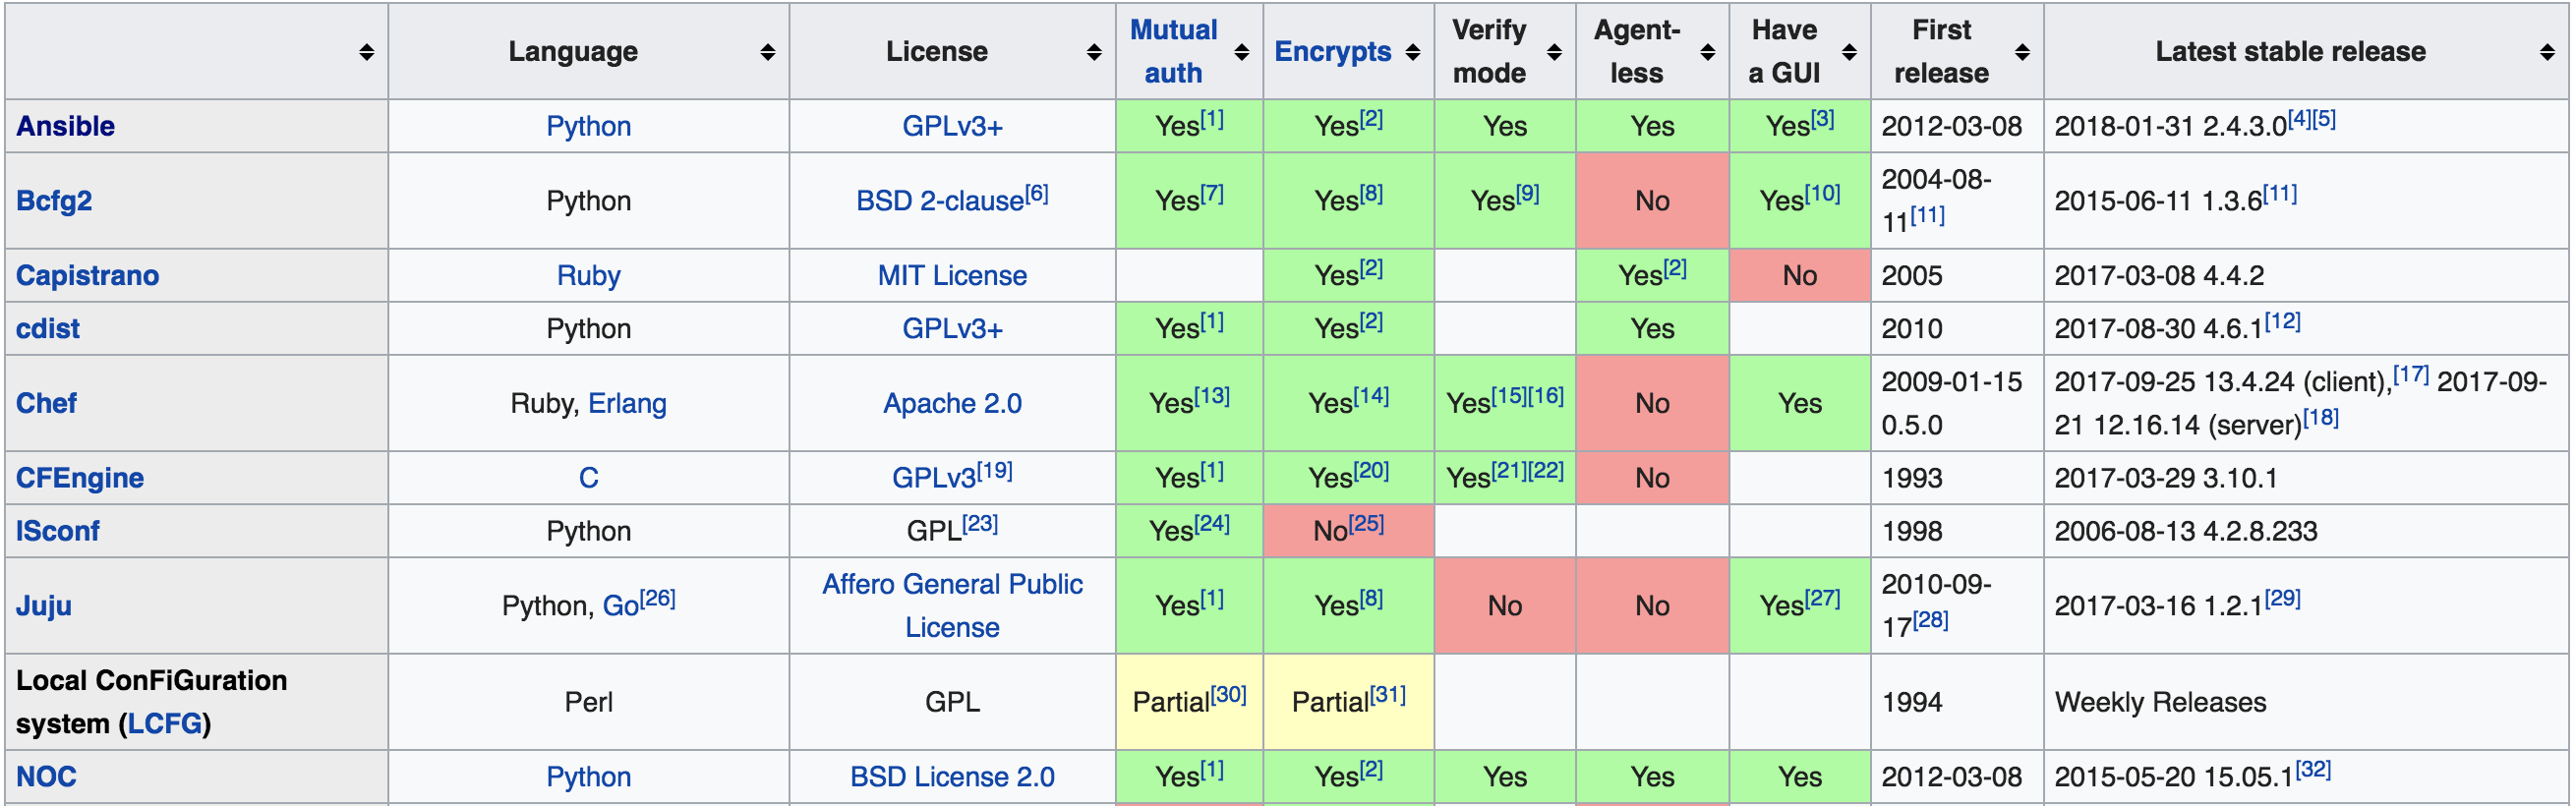 Language License Mutual auth Encrypts Verify mode Agent-less Have a GUI First release Latest stable release
Ansible Python GPLv3+ Yes[1] Yes[2] Yes Yes Yes[3] 2012-03-08 2018-01-31 2.4.3.0[4][5]
Bcfg2 Python BSD 2-clause[6] Yes[7] Yes[8] Yes[9] No Yes[10] 2004-08-11[11] 2015-06-11 1.3.6[11]
Capistrano Ruby MIT License Yes[2] Yes[2] No 2005 2017-03-08 4.4.2
cdist Python GPLv3+ Yes[1] Yes[2] Yes 2010 2017-08-30 4.6.1[12]
Chef Ruby, Erlang Apache 2.0 Yes[13] Yes[14] Yes[15][16] No Yes 2009-01-15 0.5.0 2017-09-25 13.4.24 (client),[17] 2017-09-21 12.16.14 (server)[18]
CFEngine C GPLv3[19] Yes[1] Yes[20] Yes[21][22] No 1993 2017-03-29 3.10.1
ISconf Python GPL[23] Yes[24] No[25] 1998 2006-08-13 4.2.8.233
Juju Python, Go[26] Affero General Public License Yes[1] Yes[8] No No Yes[27] 2010-09-17[28] 2017-03-16 1.2.1[29]
Local ConFiGuration system (LCFG) Perl GPL Partial[30] Partial[31] 1994 Weekly Releases
NOC Python BSD License 2.0 Yes[1] Yes[2] Yes Yes Yes 2012-03-08 2015-05-20 15.05.1[32]